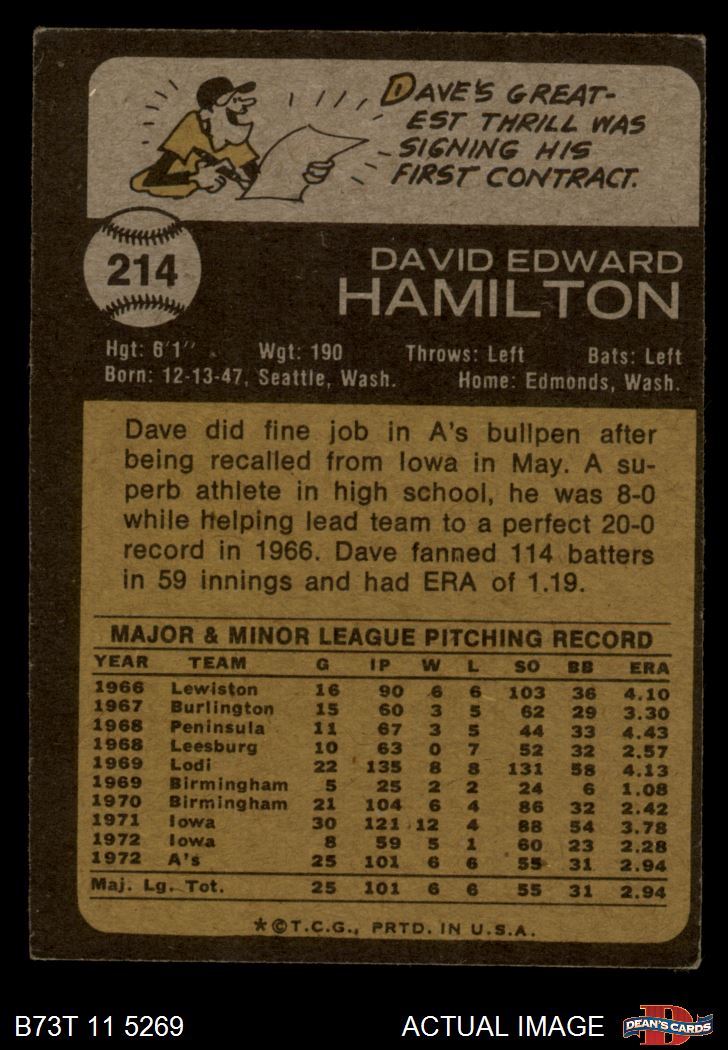 DAVE'S GREAT-
EST THRILL WAS
SIGNING HIS
FIRST CONTRACT.
214
DAVID EDWARD
HAMILTON
Hgt: 6'1" Wgt: 190 Throws: Left Bats: Left
Born: 12-13-47, Seattle, Wash. Home: Edmonds, Wash.
Dave did fine job in A's bullpen after
being recalled from Iowa in May. A su-
perb athlete in high school, he was 8-0
while helping lead team to a perfect 20-0
record in 1966. Dave fanned 114 batters
in 59 innings and had ERA of 1.19.
MAJOR & MINOR LEAGUE PITCHING RECORD
YEAR TEAM G IP W L SO BB ERA
1966 Lewiston 16 90 6 6 103 36 4.10
1967 Burlington 15 60 3 5 62 29 3.30
1968 Peninsula 11 67 3 5 44 33 4.43
1968 Leesburg 10 63 0 7 52 32 2.57
1969 Lodi 22 135 8 8 131 58 4.13
1969 Birmingham 5 25 2 2 24 6 1.08
1970 Birmingham 21 104 6 4 86 32 2.42
1971 Iowa 30 121 12 4 88 54 3.78
1972 Iowa 8 59 5 1 60 23 2.28
1972 A's 25 101 6 6 55 31 2.94
Maj. Lg. Tot. 25 101 6 6 55 31 2.94
*©T.C.G., PRTD. IN U.S.A.
B73T 11 5269 ACTUAL IMAGE D DEAN'S CARDS